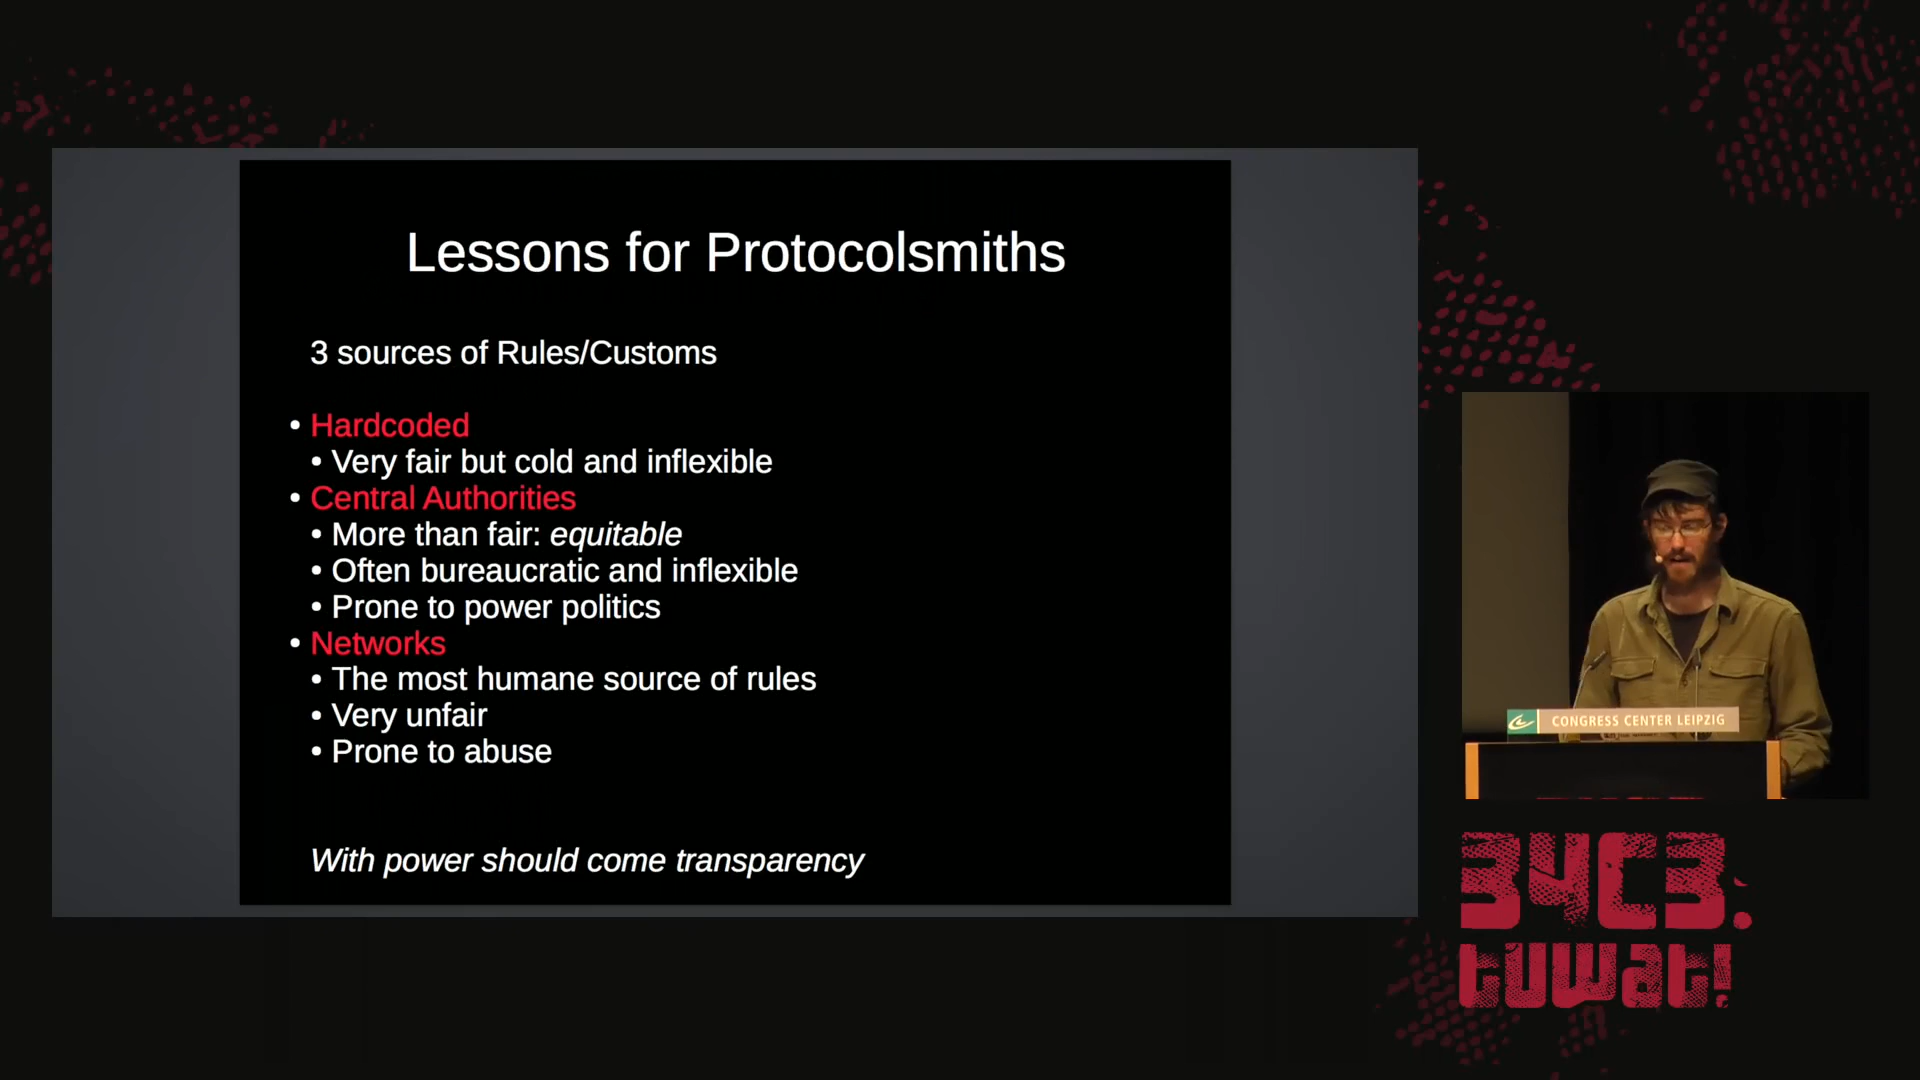 Lessons for Protocolsmiths
3 sources of Rules/Customs
• Hardcoded
• Very fair but cold and inflexible
• Central Authorities
• More than fair: equitable
• Often bureaucratic and inflexible
• Prone to power politics
• Networks
• The most humane source of rules
• Very unfair
• Prone to abuse
With power should come transparency
CONGRESS CENTER LEIPZIG
34C3.
tuwat!